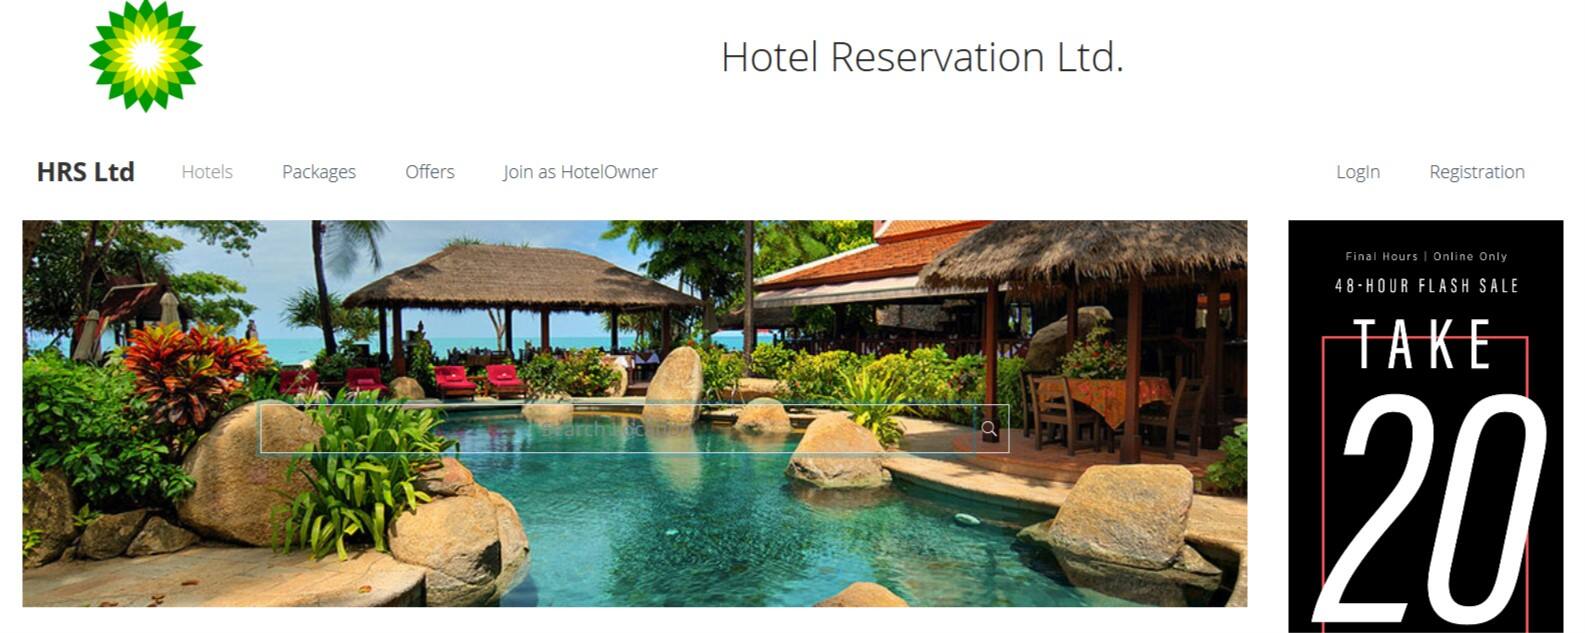 Hotel Reservation Ltd.
HRS Ltd Hotels Packages Offers Join as HotelOwner LogIn Registration
Final Hours | Online Only
48-HOUR FLASH SALE
TAKE
20
Search Location